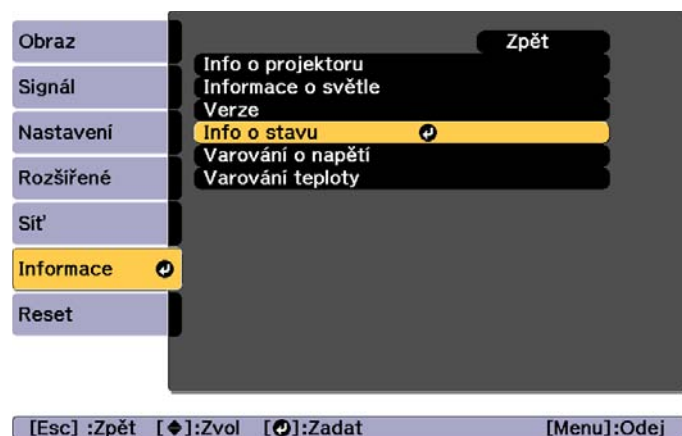 Obraz
Signál
Nastavení
Rozšířené
Síť
Informace
Reset
Zpět
Info o projektoru
Informace o světle
Verze
Info o stavu
Varování o napětí
Varování teploty
[Esc] :Zpět [◆]:Zvol [⏎]:Zadat [Menu]:Odej